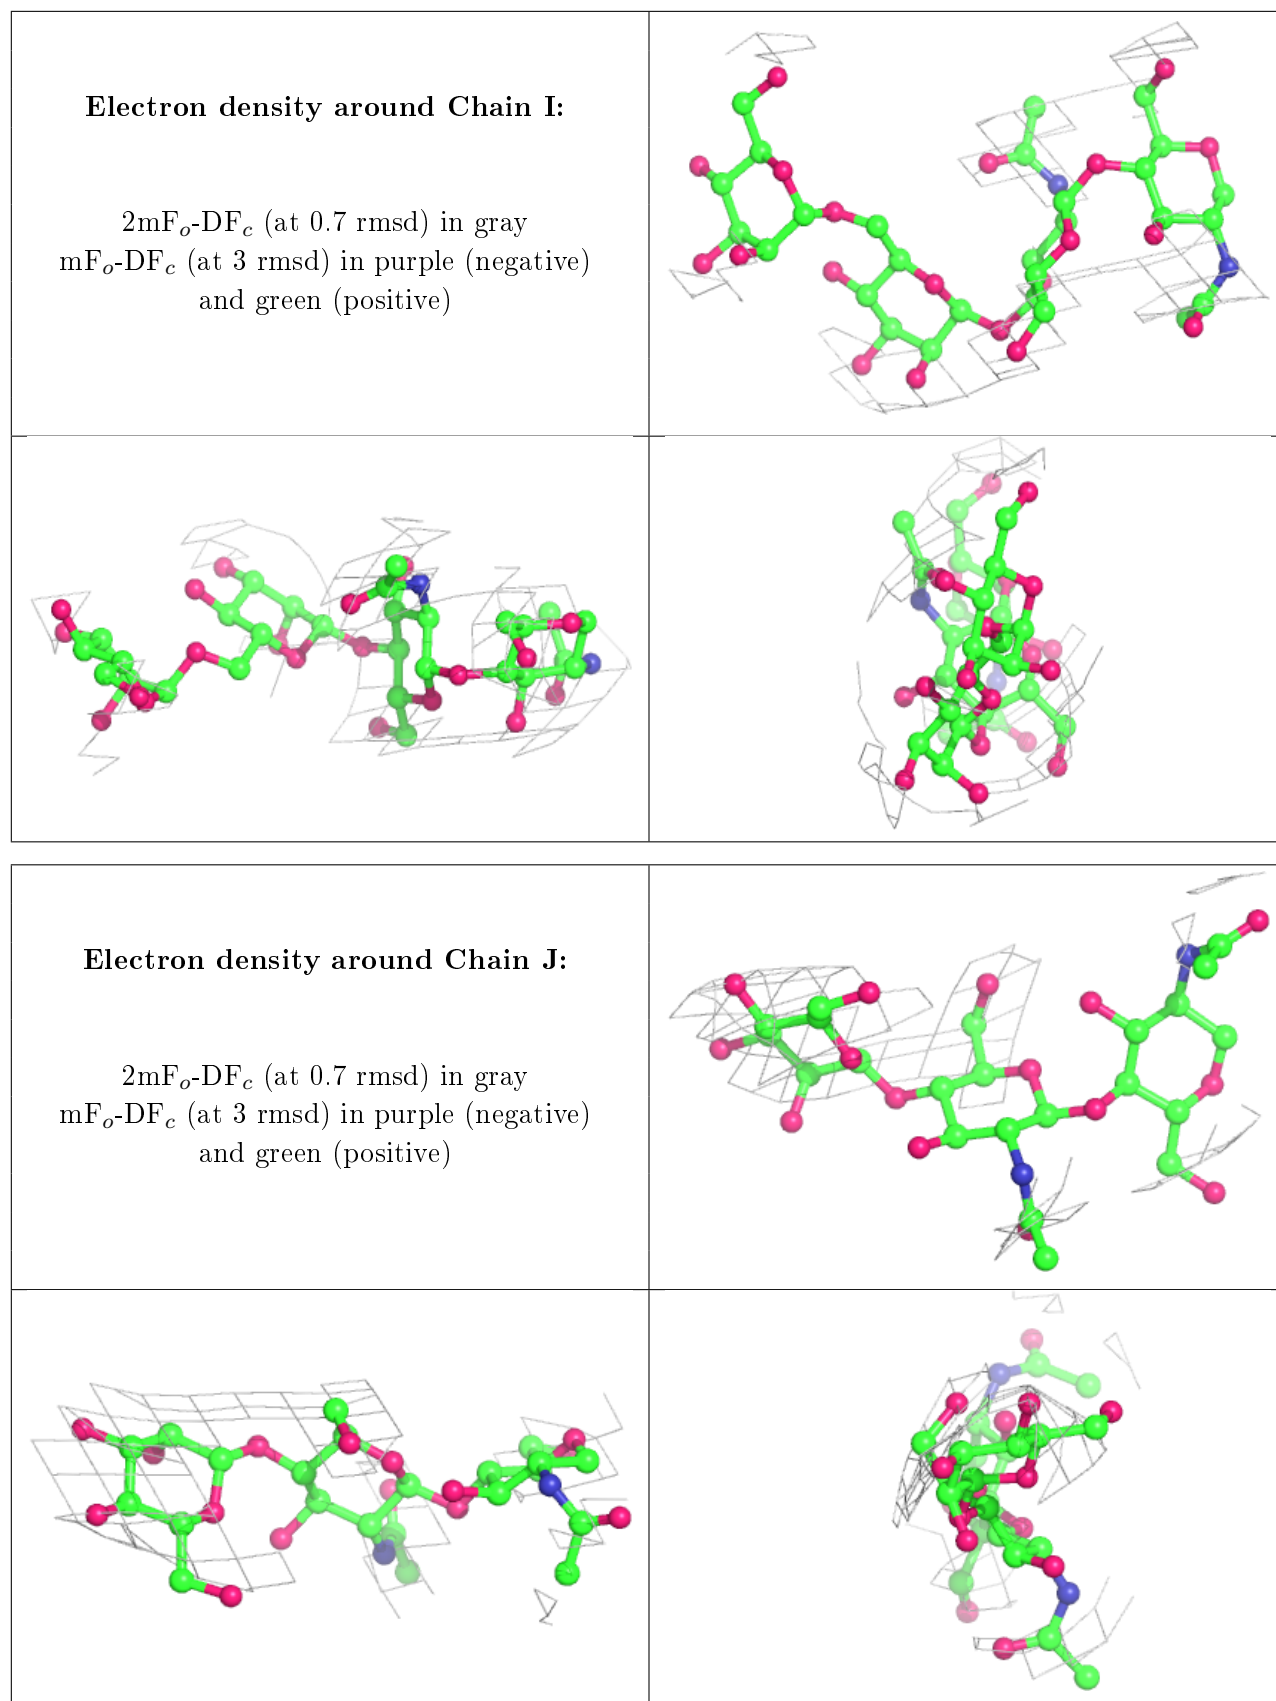 Electron density around Chain I:
2mFₒ-DF𝒸 (at 0.7 rmsd) in gray
mFₒ-DF𝒸 (at 3 rmsd) in purple (negative)
and green (positive)
Electron density around Chain J:
2mFₒ-DF𝒸 (at 0.7 rmsd) in gray
mFₒ-DF𝒸 (at 3 rmsd) in purple (negative)
and green (positive)